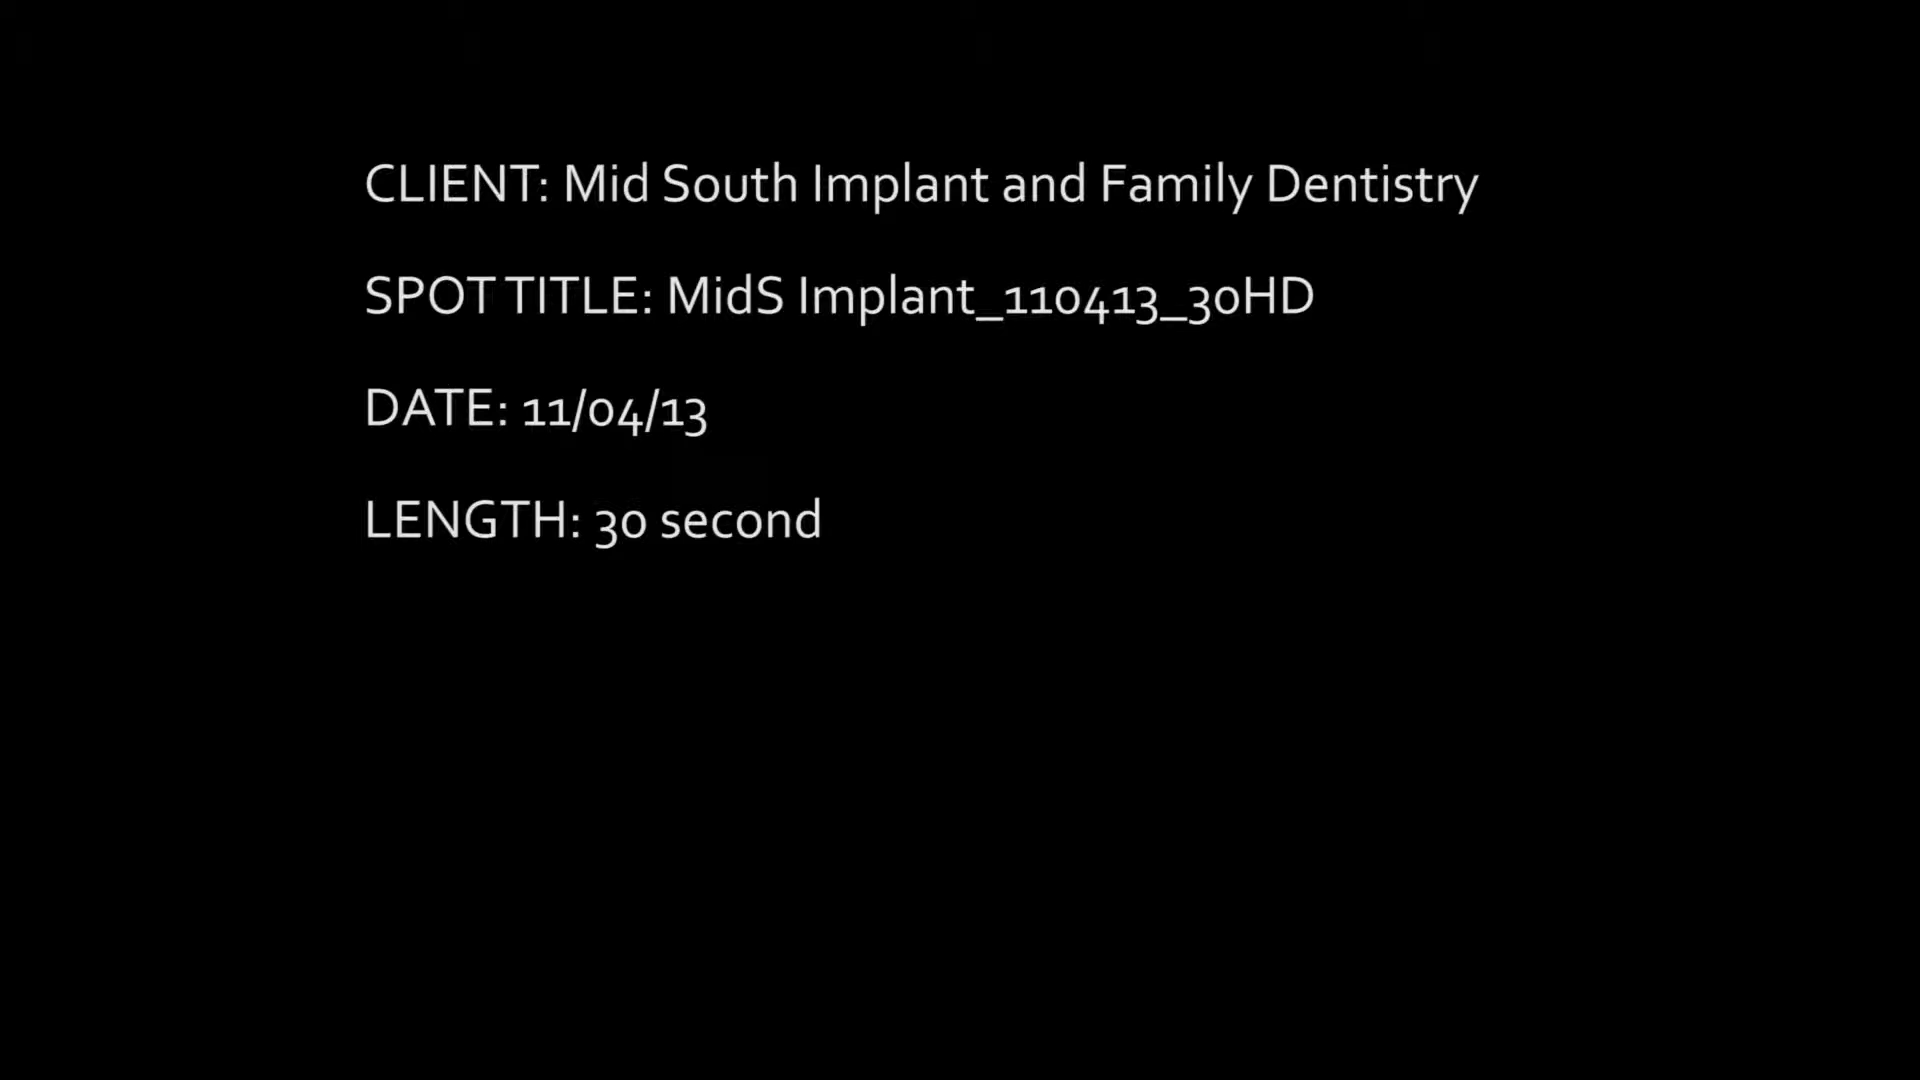 CLIENT: Mid South Implant and Family Dentistry
SPOT TITLE: MidS Implant_110413_30HD
DATE: 11/04/13
LENGTH: 30 second